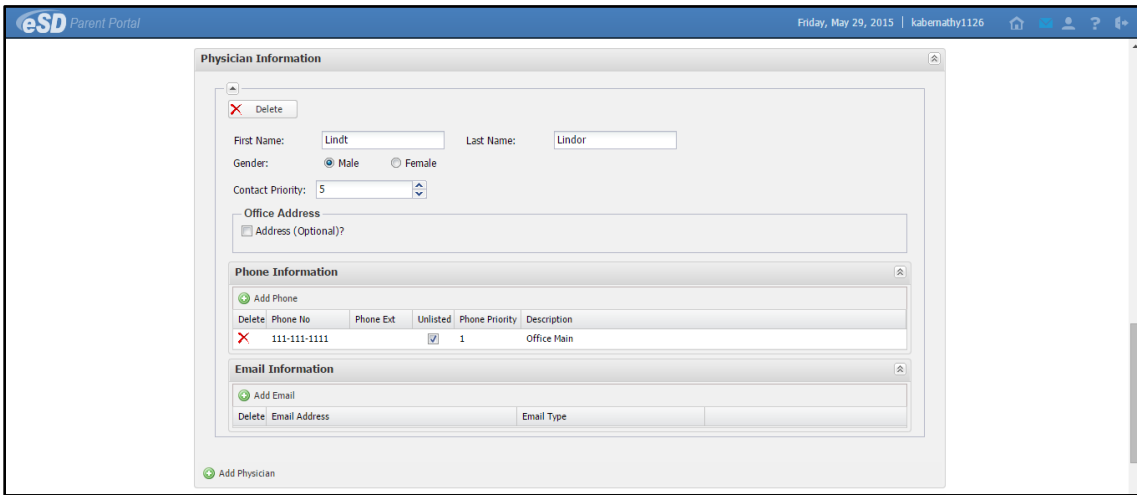 eSD Parent Portal Friday, May 29, 2015 | kabernathy1126 ?
Physician Information
Delete
First Name: Lindt Last Name: Lindor
Gender: Male Female
Contact Priority: 5
Office Address
Address (Optional)?
Phone Information
Add Phone
Delete Phone No Phone Ext Unlisted Phone Priority Description
111-111-1111 1 Office Main
Email Information
Add Email
Delete Email Address Email Type
Add Physician